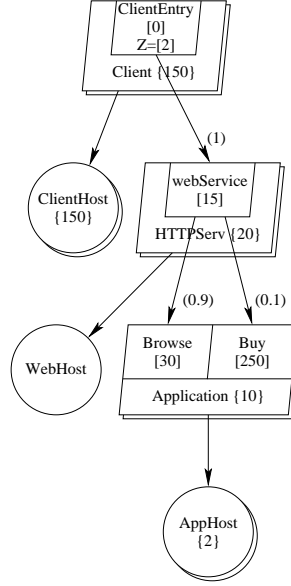 ClientEntry
[0]
Z=[2]
Client {150}
(1)
ClientHost
{150}
webService
[15]
HTTPServ {20}
(0.9)
(0.1)
WebHost
Browse
[30]
Buy
[250]
Application {10}
AppHost
{2}